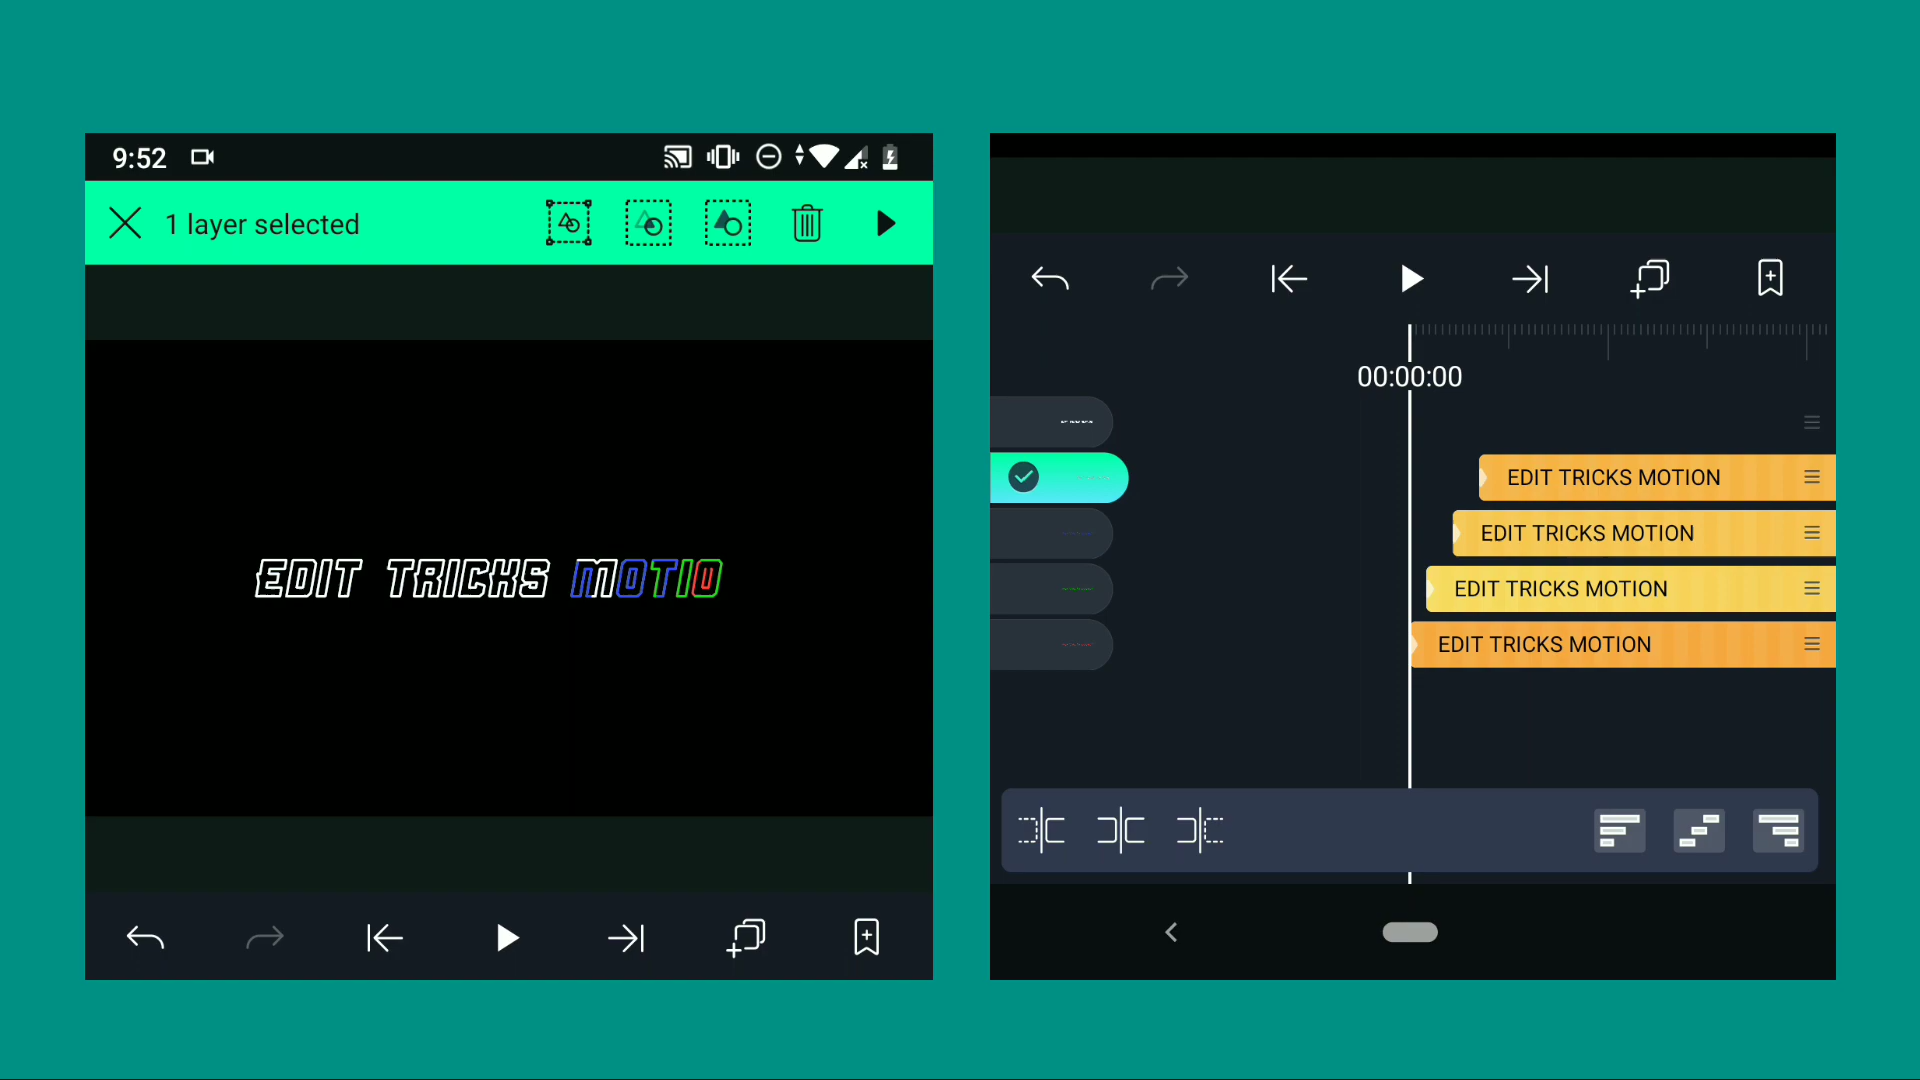 9:52
1 layer selected
EDIT TRICKS MOTIO
00:00:00
EDIT TRICKS MOTION
EDIT TRICKS MOTION
EDIT TRICKS MOTION
EDIT TRICKS MOTION